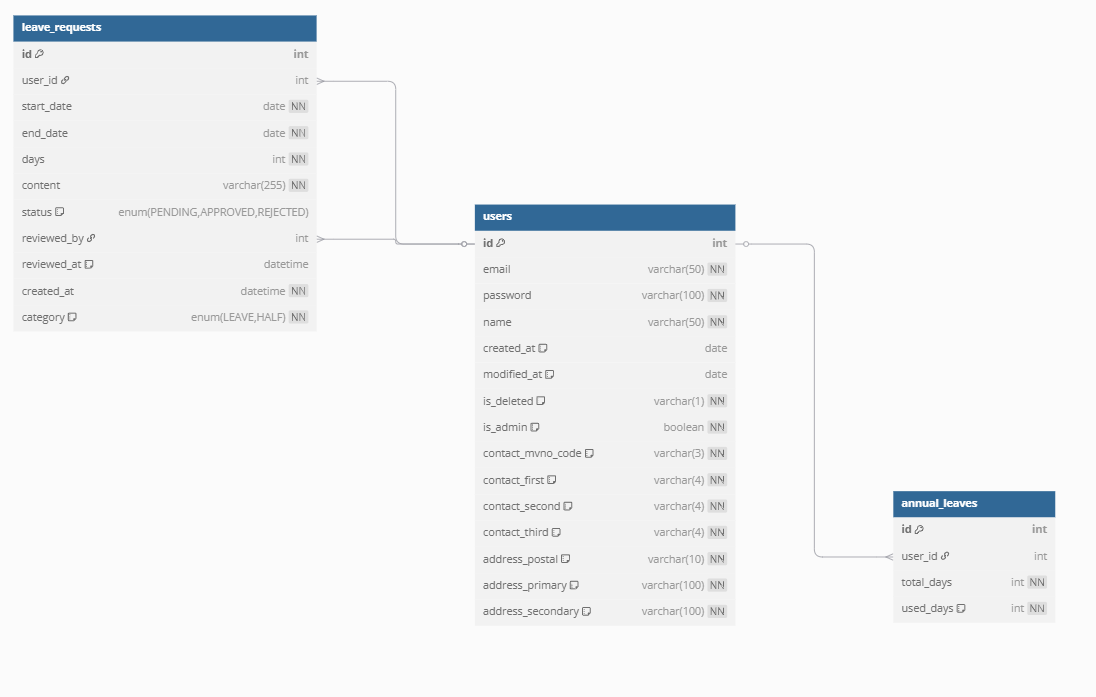 leave_requests
id int
user_id int
start_date date NN
end_date date NN
days int NN
content varchar(255) NN
status enum(PENDING,APPROVED,REJECTED)
reviewed_by int
reviewed_at datetime
created_at datetime NN
category enum(LEAVE,HALF) NN
users
id int
email varchar(50) NN
password varchar(100) NN
name varchar(50) NN
created_at date
modified_at date
is_deleted varchar(1) NN
is_admin boolean NN
contact_mvno_code varchar(3) NN
contact_first varchar(4) NN
contact_second varchar(4) NN
contact_third varchar(4) NN
address_postal varchar(10) NN
address_primary varchar(100) NN
address_secondary varchar(100) NN
annual_leaves
id int
user_id int
total_days int NN
used_days int NN